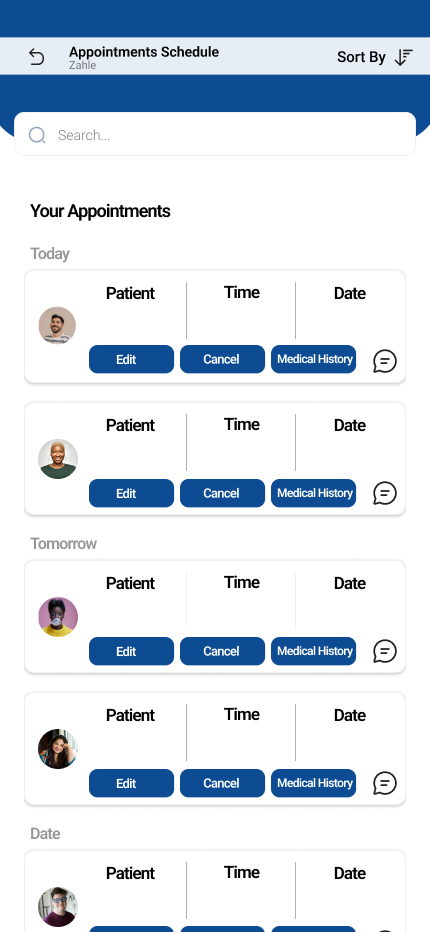 Appointments Schedule
Zahle
Sort By
Search...
Your Appointments
Today
Patient Time Date
Edit Cancel Medical History
Patient Time Date
Edit Cancel Medical History
Tomorrow
Patient Time Date
Edit Cancel Medical History
Patient Time Date
Edit Cancel Medical History
Date
Patient Time Date